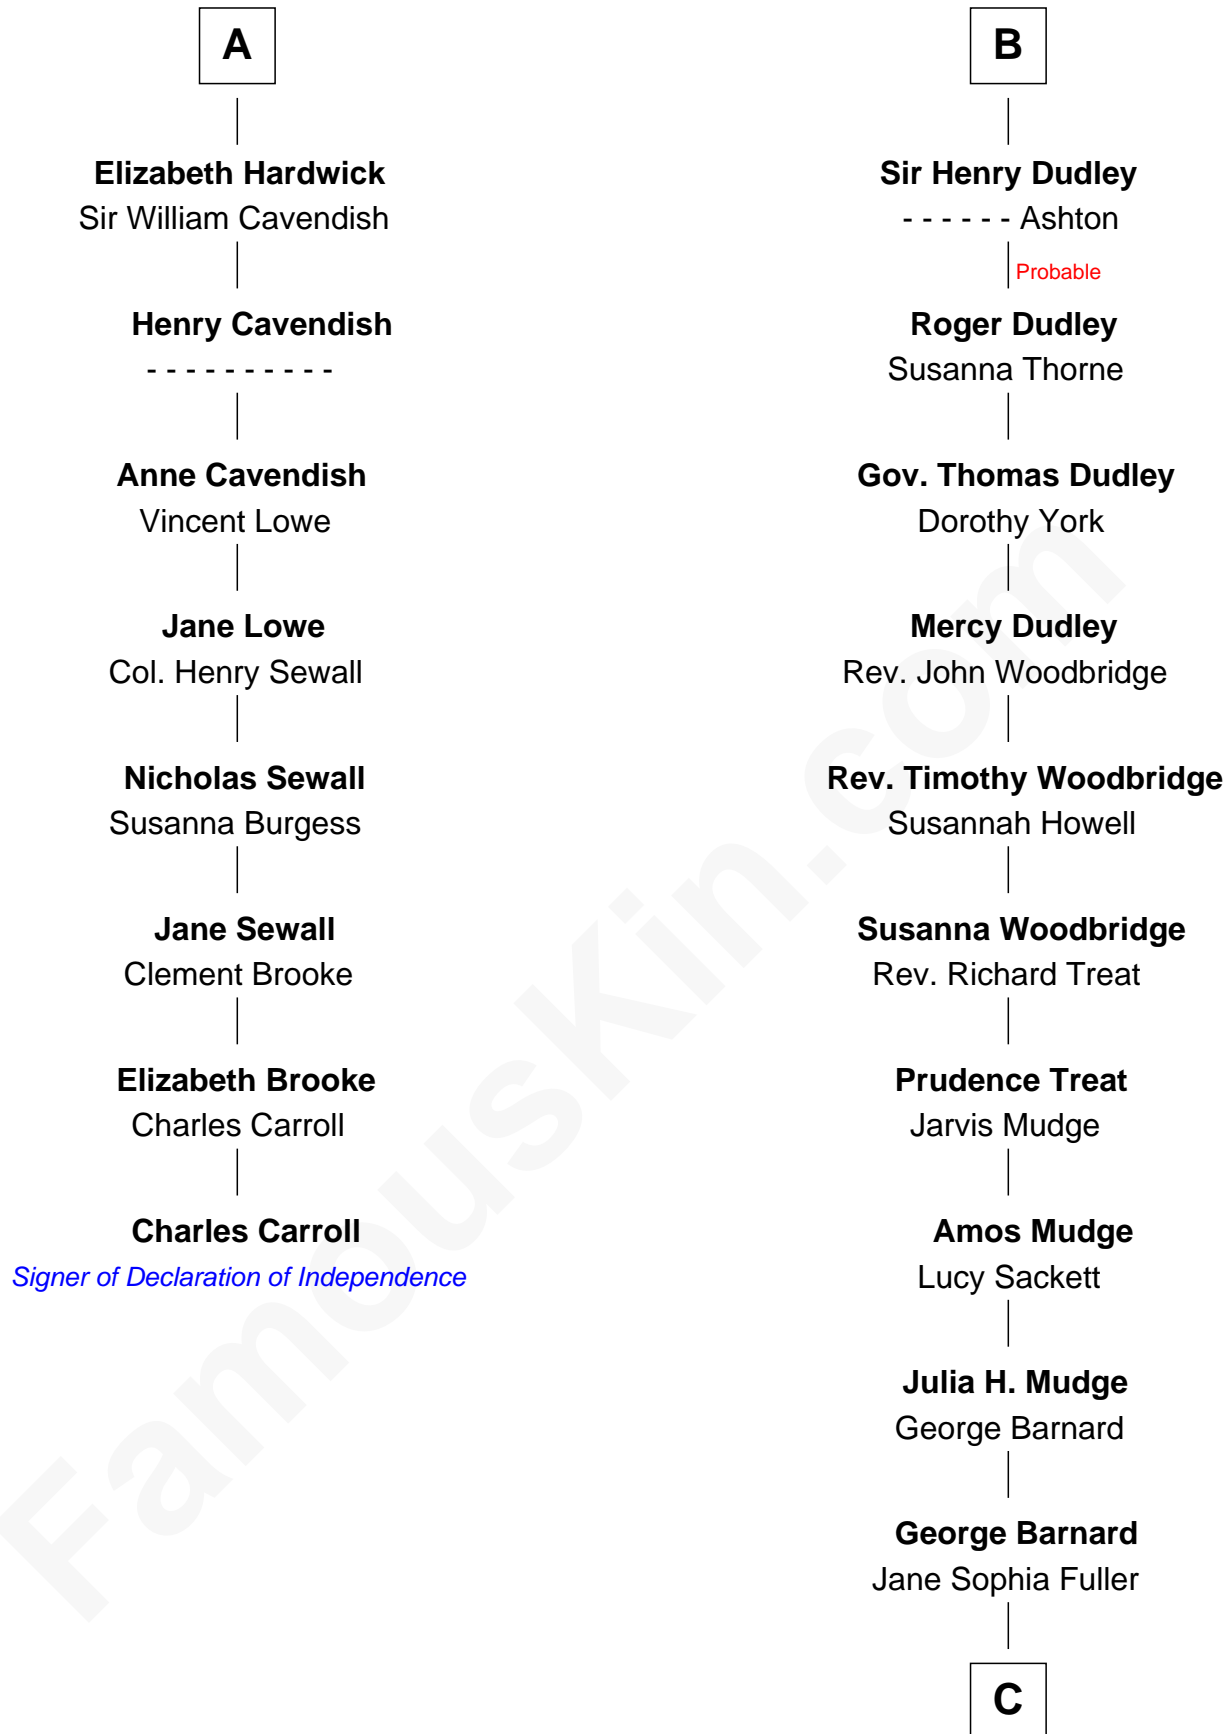 A
Elizabeth Hardwick
Sir William Cavendish
Henry Cavendish
- - - - - - - - - -
Anne Cavendish
Vincent Lowe
Jane Lowe
Col. Henry Sewall
Nicholas Sewall
Susanna Burgess
Jane Sewall
Clement Brooke
Elizabeth Brooke
Charles Carroll
Charles Carroll
Signer of Declaration of Independence
B
Sir Henry Dudley
- - - - - - Ashton
Probable
Roger Dudley
Susanna Thorne
Gov. Thomas Dudley
Dorothy York
Mercy Dudley
Rev. John Woodbridge
Rev. Timothy Woodbridge
Susannah Howell
Susanna Woodbridge
Rev. Richard Treat
Prudence Treat
Jarvis Mudge
Amos Mudge
Lucy Sackett
Julia H. Mudge
George Barnard
George Barnard
Jane Sophia Fuller
C
FamousKin.com